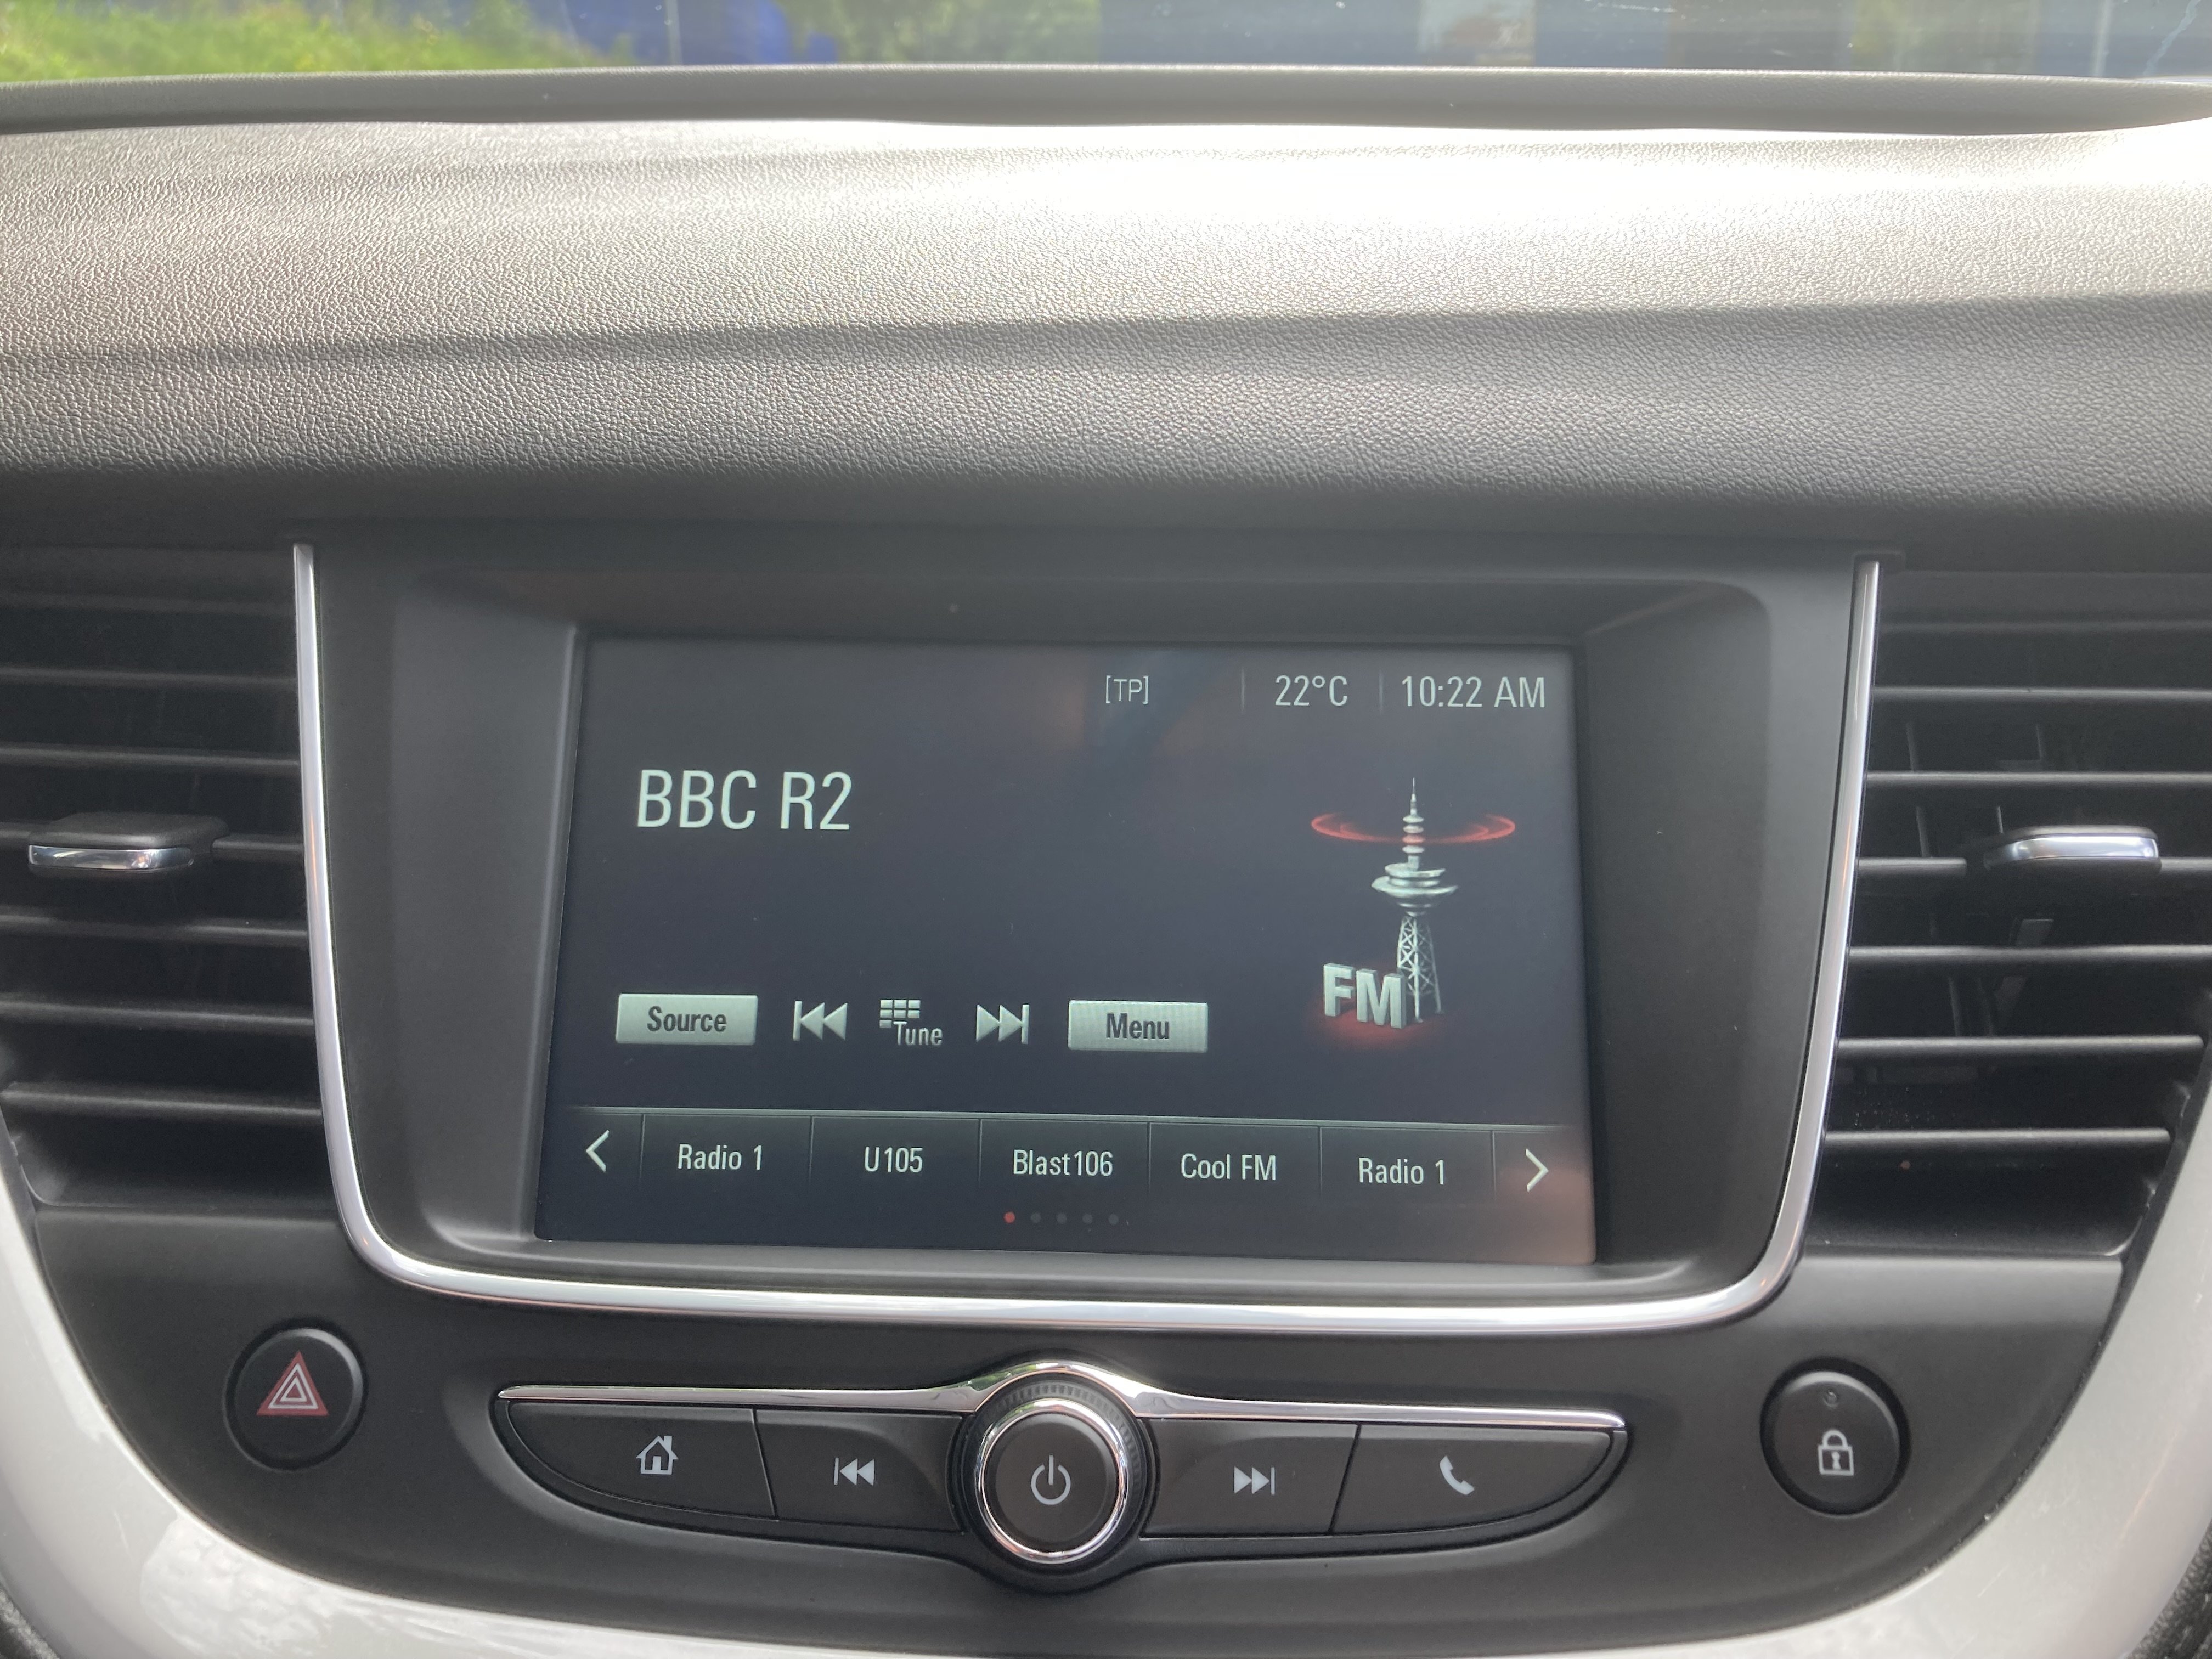 [TP] 22°C 10:22 AM
BBC R2
FM
Source Tune Menu
Radio 1 U105 Blast106 Cool FM Radio 1